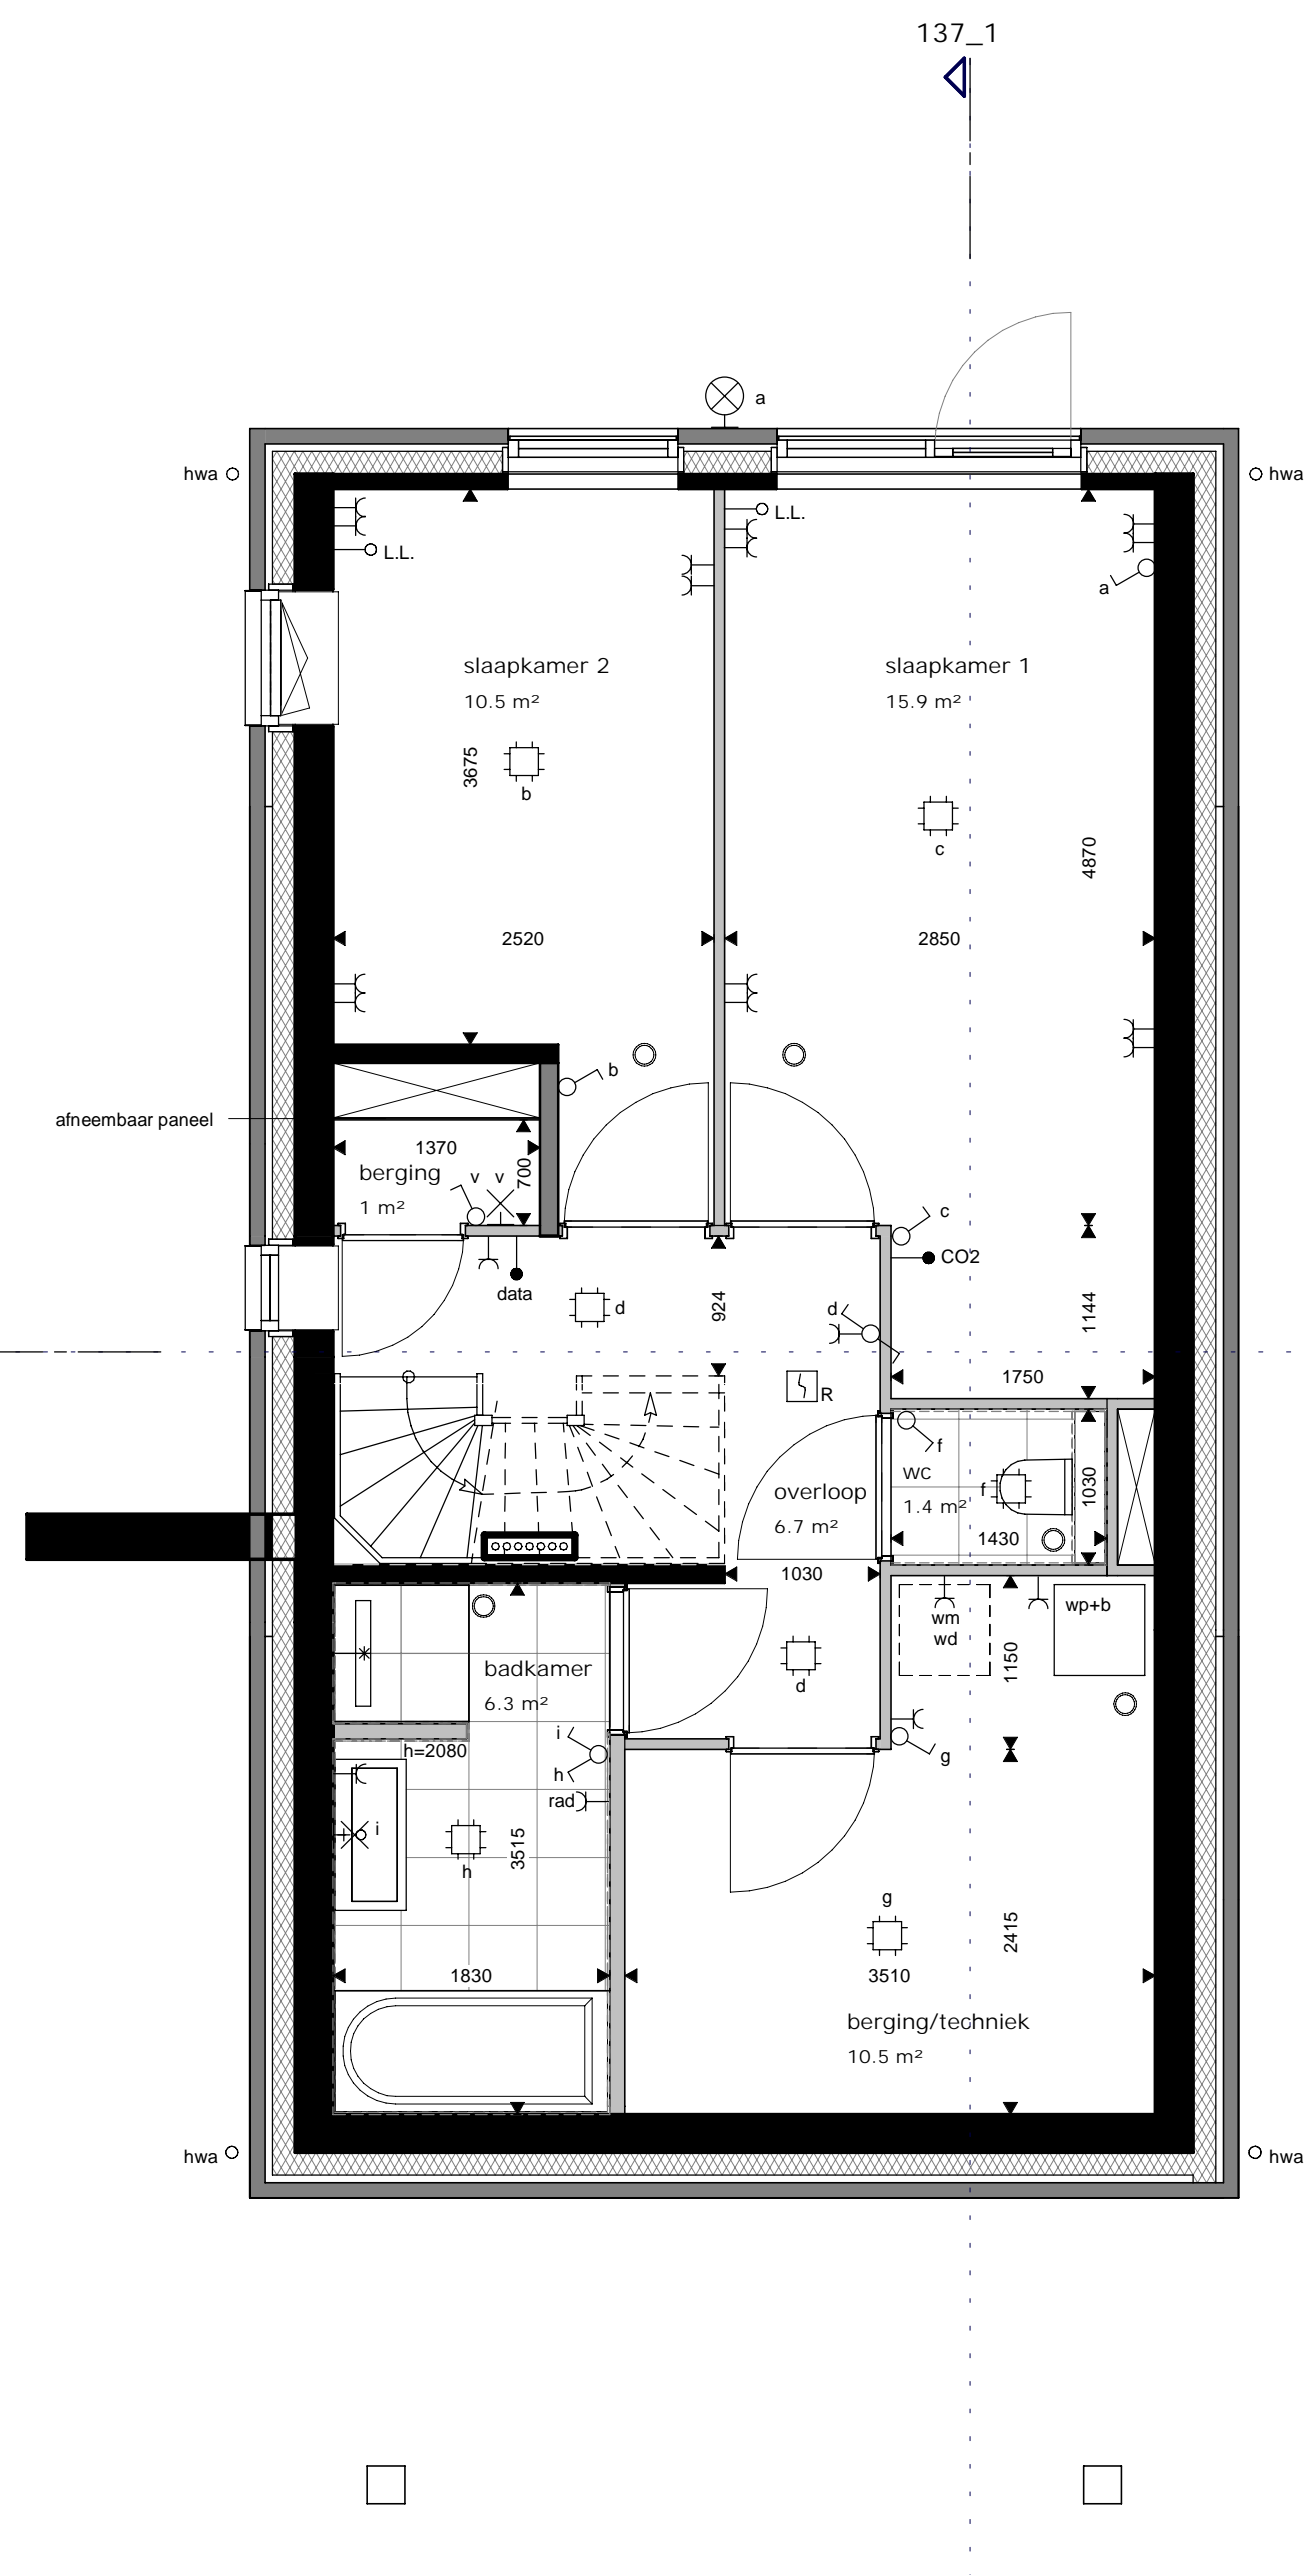 137_1
a
hwa
hwa
L.L.
L.L.
a
slaapkamer 2
10.5 m²
slaapkamer 1
15.9 m²
3675
b
c
4870
2520
2850
b
afneembaar paneel
1370
berging
1 m²
v
v
700
c
CO2
data
d
924
d
1144
R
1750
f
wc
1.4 m²
f
1030
1430
overloop
6.7 m²
1030
wm
wd
wp+b
1150
badkamer
6.3 m²
d
i
h
h=2080
g
rad
i
h
3515
g
2415
1830
3510
berging/techniek
10.5 m²
hwa
hwa